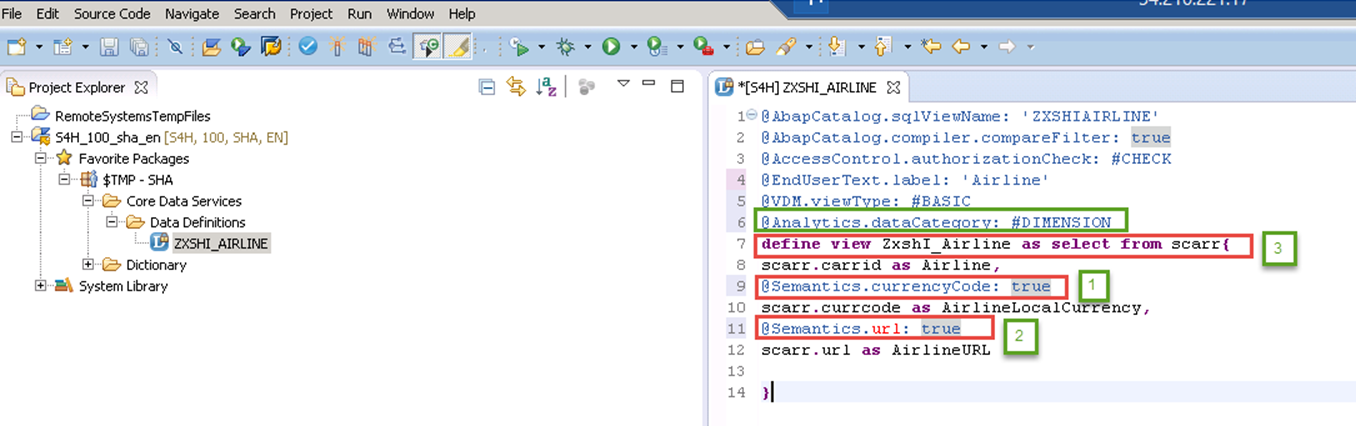 File Edit Source Code Navigate Search Project Run Window Help
Project Explorer
RemoteSystemsTempFiles
S4H_100_sha_en [S4H, 100, SHA, EN]
Favorite Packages
$TMP - SHA
Core Data Services
Data Definitions
ZXSHI_AIRLINE
Dictionary
System Library
*[S4H] ZXSHI_AIRLINE
1 @AbapCatalog.sqlViewName: 'ZXSHIAIRLINE'
2 @AbapCatalog.compiler.compareFilter: true
3 @AccessControl.authorizationCheck: #CHECK
4 @EndUserText.label: 'Airline'
5 @VDM.viewType: #BASIC
6 @Analytics.dataCategory: #DIMENSION
7 define view ZxshI_Airline as select from scarr{
3
8 scarr.carrid as Airline,
9 @Semantics.currencyCode: true
1
10 scarr.currcode as AirlineLocalCurrency,
11 @Semantics.url: true
2
12 scarr.url as AirlineURL
13
14 }